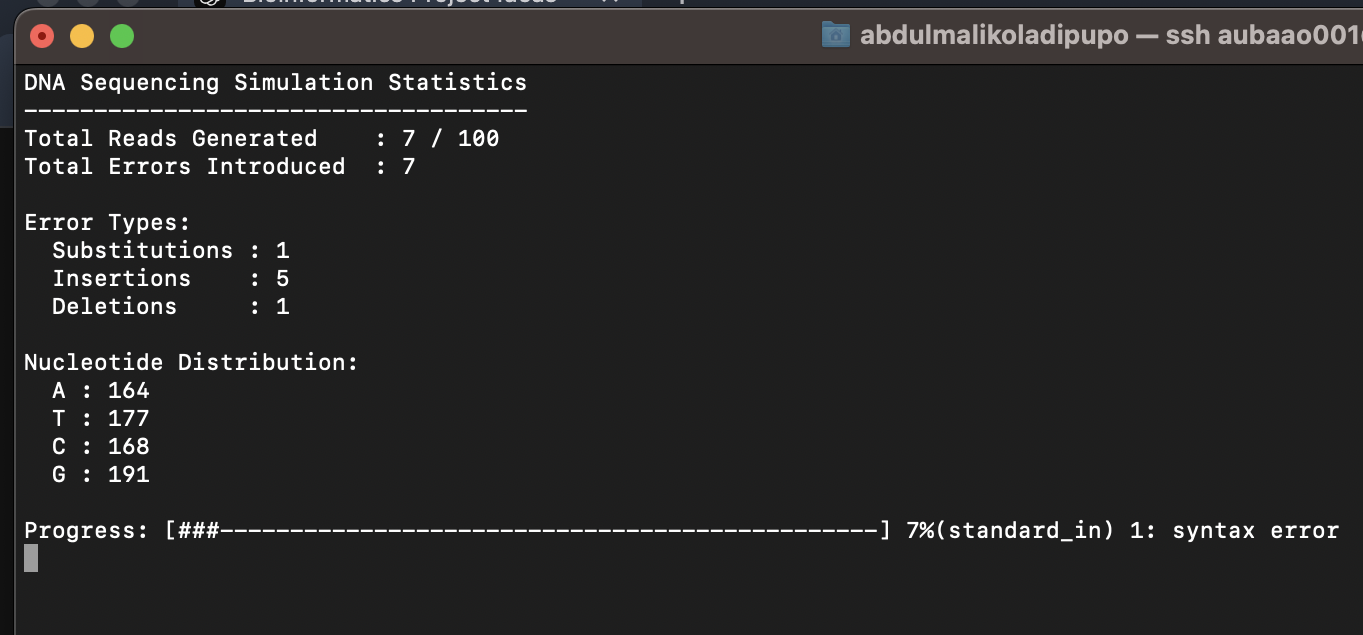 abdulmalikoladipupo — ssh aubaao001
DNA Sequencing Simulation Statistics
------------------------------------
Total Reads Generated    : 7 / 100
Total Errors Introduced  : 7
Error Types:
  Substitutions : 1
  Insertions    : 5
  Deletions     : 1
Nucleotide Distribution:
  A : 164
  T : 177
  C : 168
  G : 191
Progress: [###-----------------------------------------------] 7%(standard_in) 1: syntax error